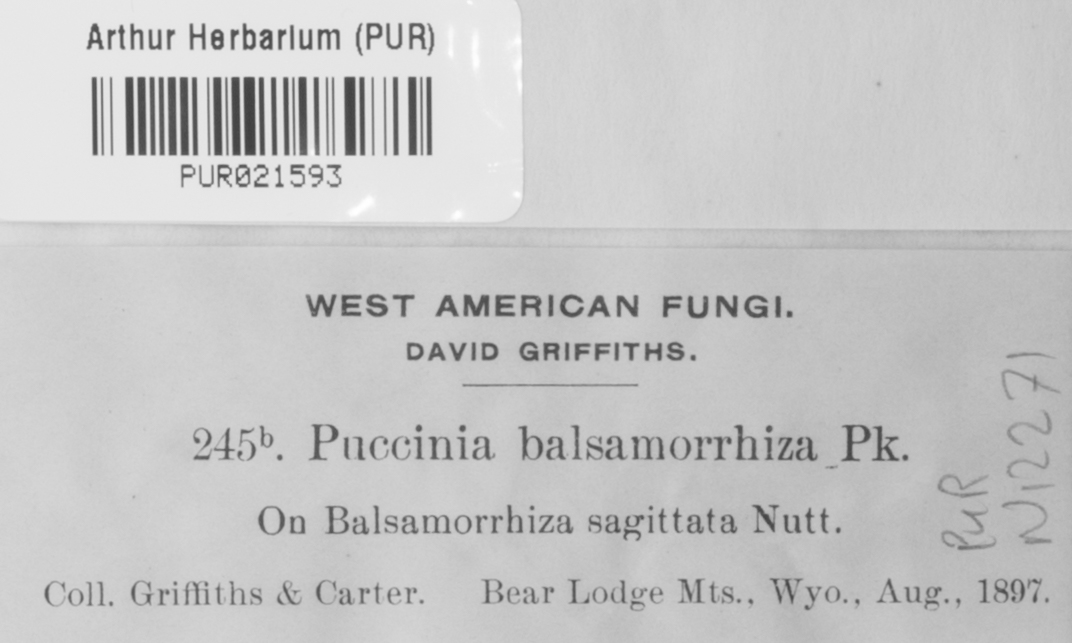 Arthur Herbarium (PUR)
PUR021593
WEST AMERICAN FUNGI.
DAVID GRIFFITHS.
245b. Puccinia balsamorrhiza Pk.
On Balsamorrhiza sagittata Nutt.
Coll. Griffiths & Carter. Bear Lodge Mts., Wyo., Aug., 1897.
PUR
N12271